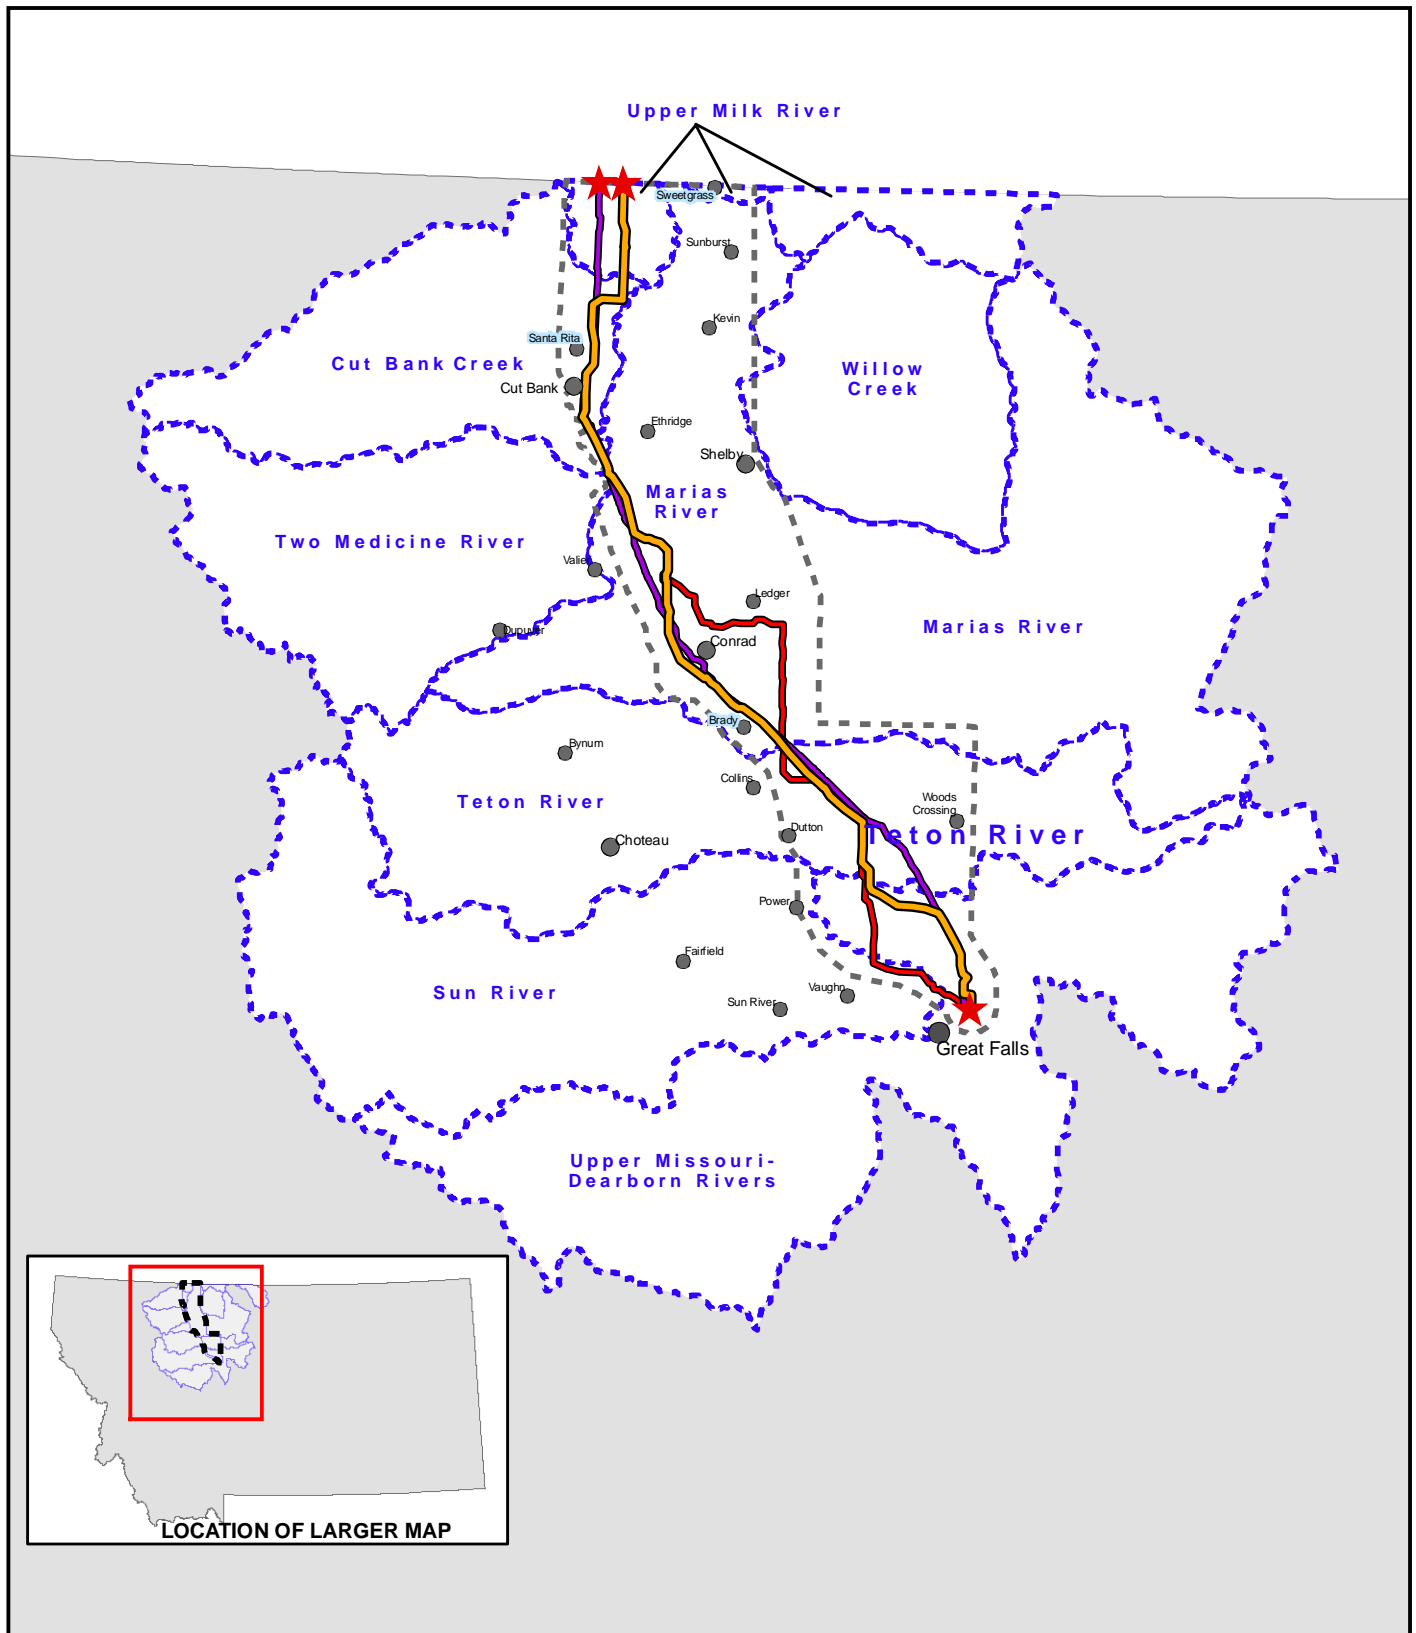 Upper Milk River
Sweetgrass
Sunburst
Kevin
Santa Rita
Cut Bank Creek
Cut Bank
Willow
Creek
Ethridge
Shelby
Marias
River
Two Medicine River
Valier
Ledger
Dupuyer
Marias River
Conrad
Brady
Bynum
Collins
Teton River
Woods
Crossing
Dutton
Teton River
Choteau
Power
Fairfield
Sun River
Vaughn
Sun River
Great Falls
Upper Missouri-
Dearborn Rivers
LOCATION OF LARGER MAP